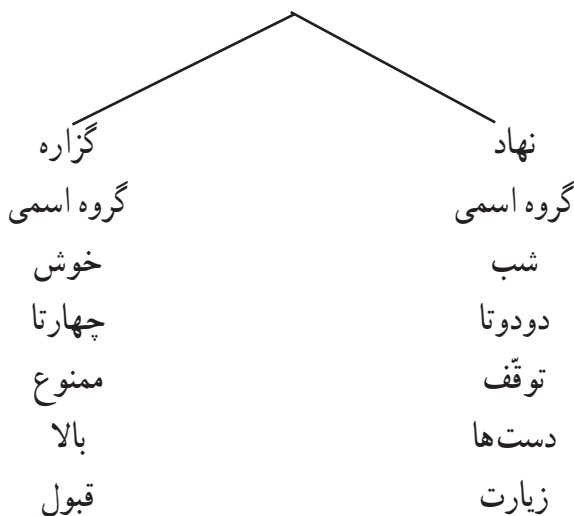 نهاد گزاره
گروه اسمی گروه اسمی
شب خوش
دودوتا چهارتا
توقّف ممنوع
دست‌ها بالا
زیارت قبول